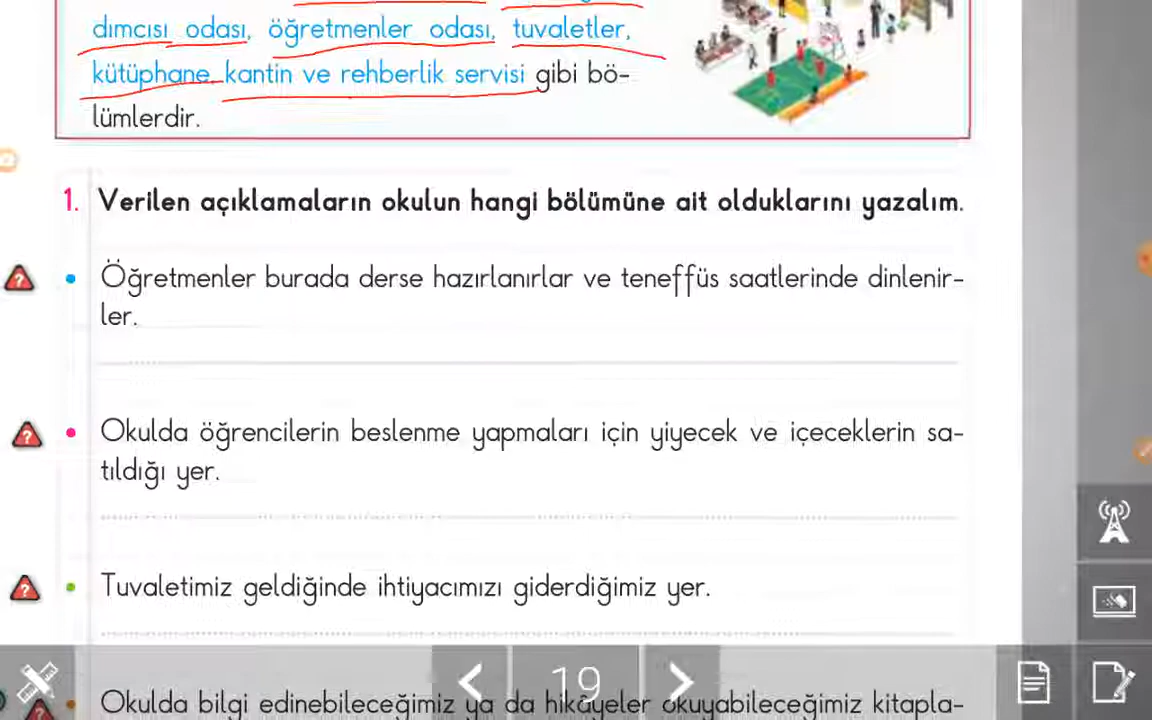 dımcısı odası, öğretmenler odası, tuvaletler,
kütüphane, kantin ve rehberlik servisi gibi bö-
lümlerdir.
1. Verilen açıklamaların okulun hangi bölümüne ait olduklarını yazalım.
• Öğretmenler burada derse hazırlanırlar ve teneffüs saatlerinde dinlenir-
ler.
• Okulda öğrencilerin beslenme yapmaları için yiyecek ve içeceklerin sa-
tıldığı yer.
• Tuvaletimiz geldiğinde ihtiyacımızı giderdiğimiz yer.
• Okulda bilgi edinebileceğimiz ya da hikâyeler okuyabileceğimiz kitapla-
19